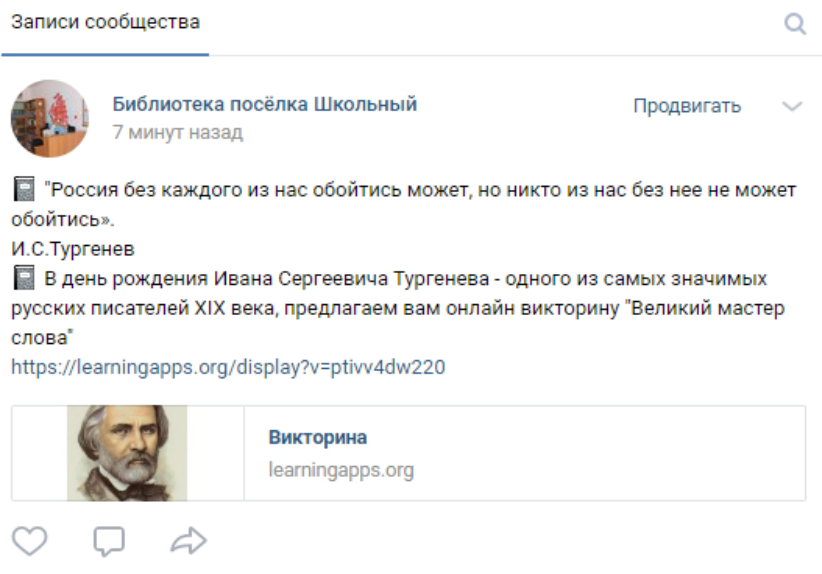 Записи сообщества
Библиотека посёлка Школьный
Продвигать
7 минут назад
"Россия без каждого из нас обойтись может, но никто из нас без нее не может
обойтись».
И.С.Тургенев
В день рождения Ивана Сергеевича Тургенева - одного из самых значимых
русских писателей XIX века, предлагаем вам онлайн викторину "Великий мастер
слова"
https://learningapps.org/display?v=ptivv4dw220
Викторина
learningapps.org